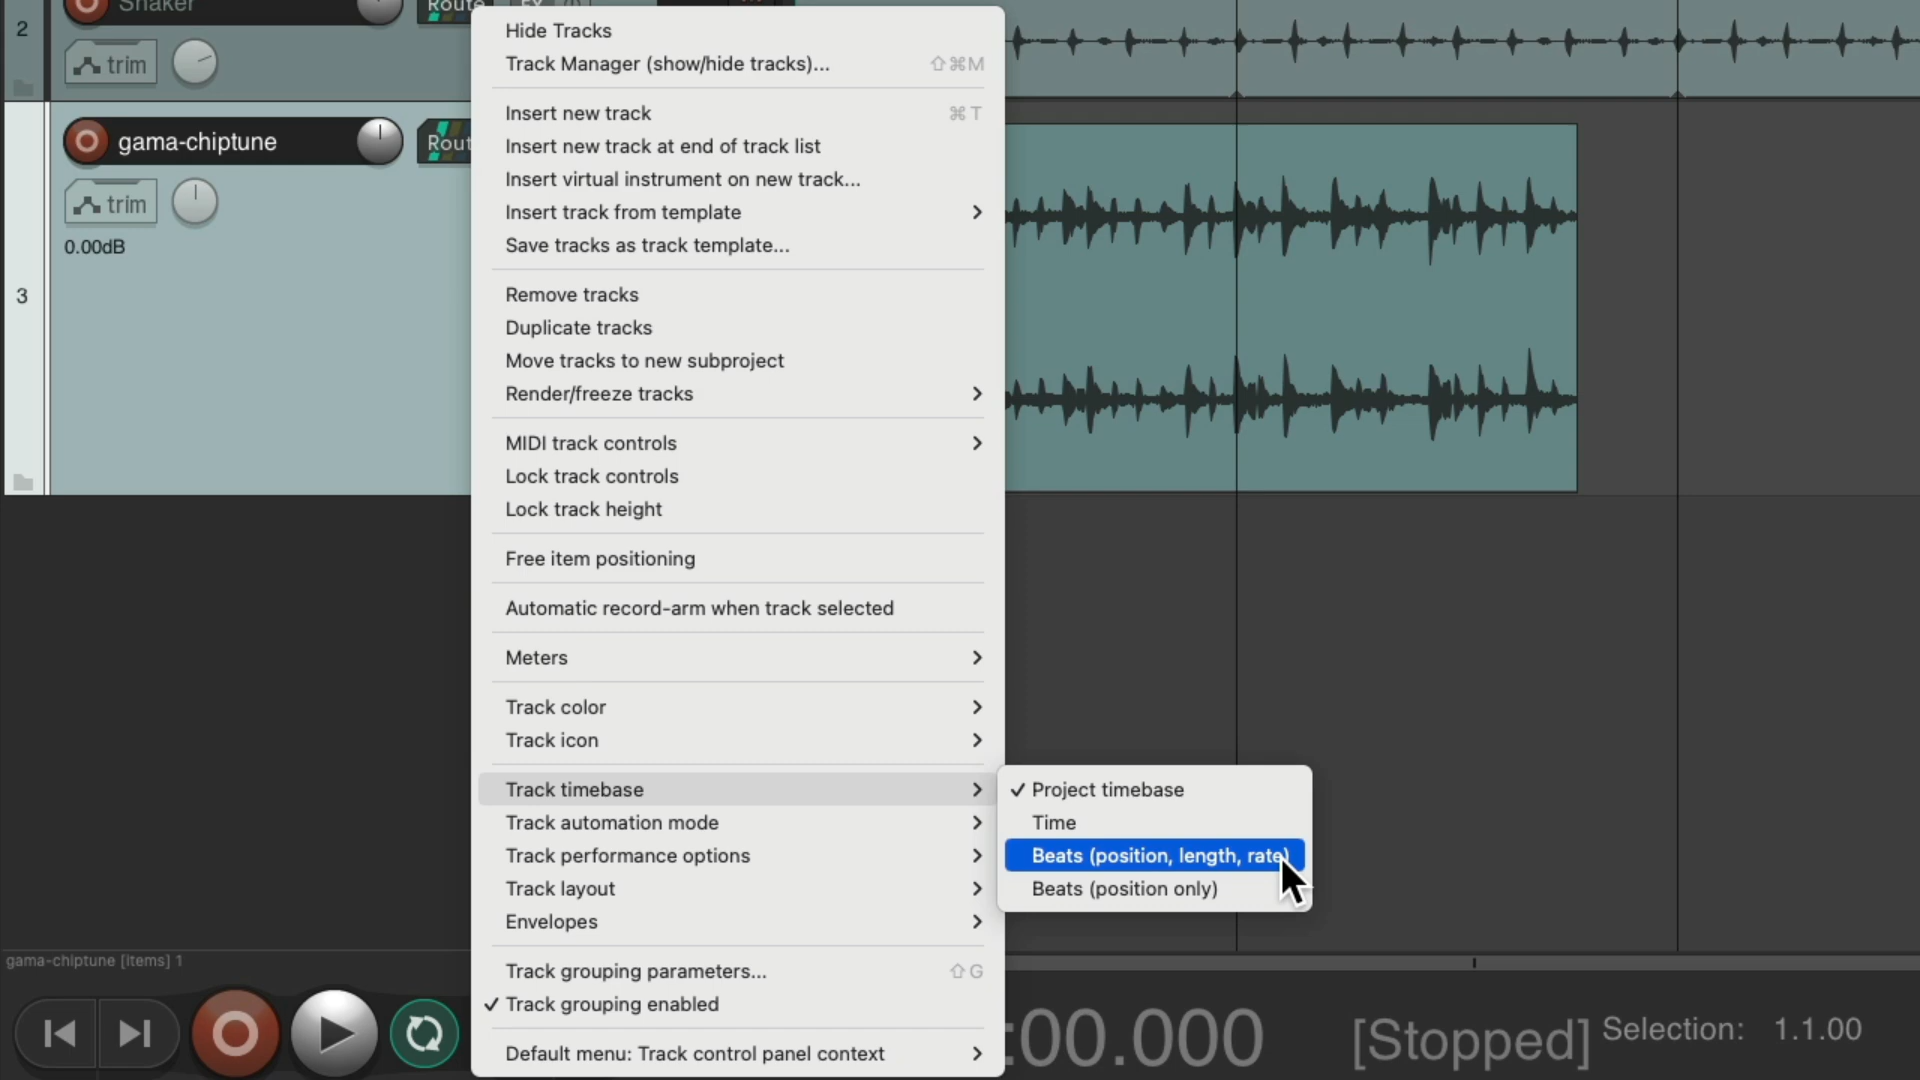 2
Shaker
Route
FX
trim
3
gama-chiptune
Rout
trim
0.00dB
Hide Tracks
Track Manager (show/hide tracks)... ⇧⌘M
Insert new track ⌘T
Insert new track at end of track list
Insert virtual instrument on new track...
Insert track from template
Save tracks as track template...
Remove tracks
Duplicate tracks
Move tracks to new subproject
Render/freeze tracks
MIDI track controls
Lock track controls
Lock track height
Free item positioning
Automatic record-arm when track selected
Meters
Track color
Track icon
Track timebase
Track automation mode
Track performance options
Track layout
Envelopes
Track grouping parameters... ⇧G
✓ Track grouping enabled
Default menu: Track control panel context
✓ Project timebase
Time
Beats (position, length, rate)
Beats (position only)
gama-chiptune [items] 1
:00.000
[Stopped]
Selection: 1.1.00